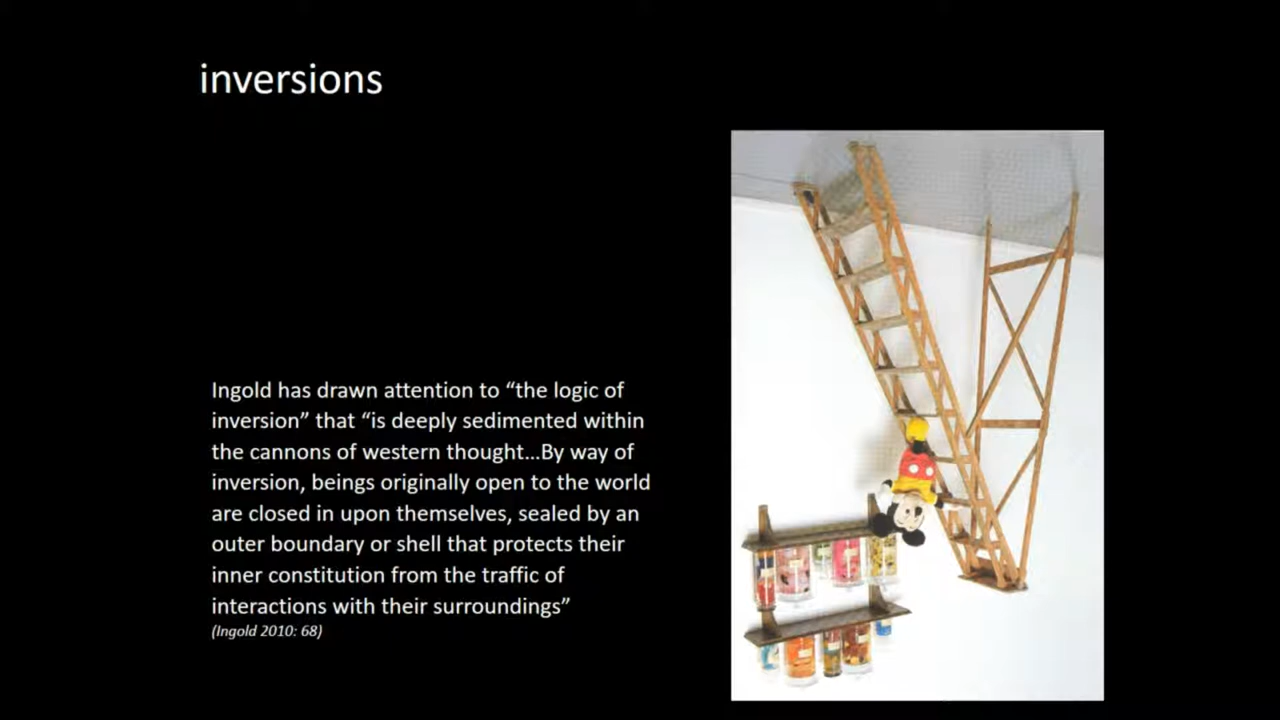 inversions
Ingold has drawn attention to “the logic of
inversion” that “is deeply sedimented within
the cannons of western thought...By way of
inversion, beings originally open to the world
are closed in upon themselves, sealed by an
outer boundary or shell that protects their
inner constitution from the traffic of
interactions with their surroundings”
(Ingold 2010: 68)